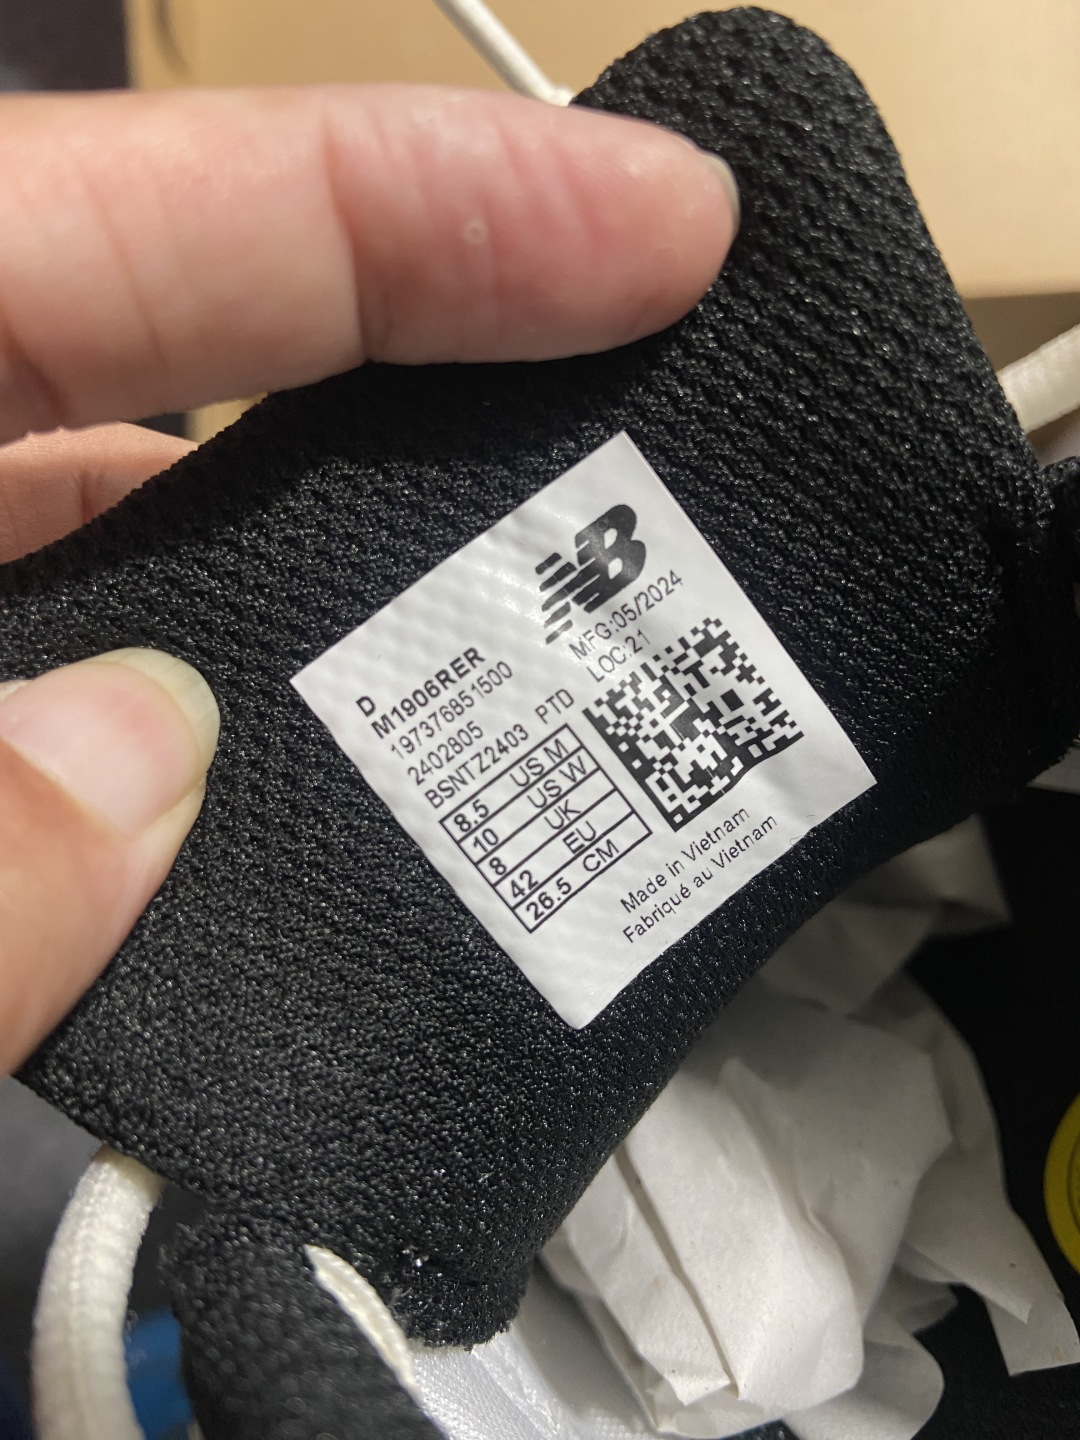 NB
MFG:05/2024
LOC:21
D
M1906RER
197376851500
2402805
BSNTZ2403 PTD
8.5 US M
10 US W
8 UK
42 EU
26.5 CM
Made in Vietnam
Fabriqué au Vietnam